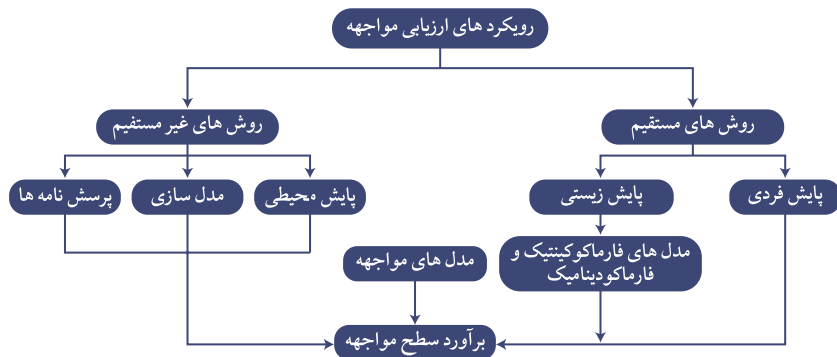 رویکرد های ارزیابی مواجهه
روش های مستقیم
روش های غیر مستفیم
پایش فردی
پایش زیستی
پایش محیطی
مدل سازی
پرسش نامه ها
مدل های فارماکوکینتیک و
فارماکودینامیک
مدل های مواجهه
برآورد سطح مواجهه